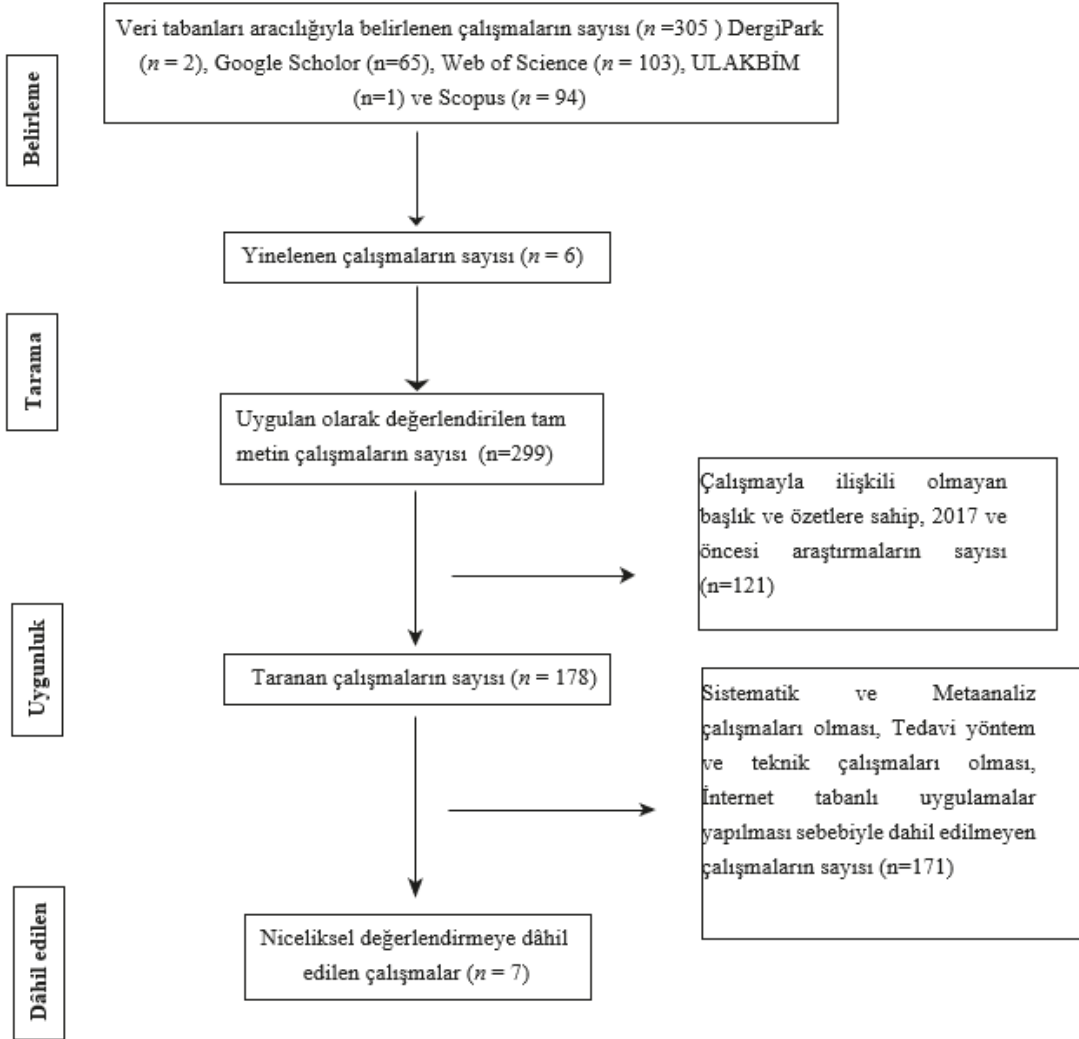 Veri tabanları aracılığıyla belirlenen çalışmaların sayısı (n =305 ) DergiPark
(n = 2), Google Scholor (n=65), Web of Science (n = 103), ULAKBİM
(n=1) ve Scopus (n = 94)
Belirleme
Yinelenen çalışmaların sayısı (n = 6)
Tarama
Uygulan olarak değerlendirilen tam
metin çalışmaların sayısı (n=299)
Çalışmayla ilişkili olmayan
başlık ve özetlere sahip, 2017 ve
öncesi araştırmaların sayısı
(n=121)
Uygunluk
Taranan çalışmaların sayısı (n = 178)
Sistematik ve Metaanaliz
çalışmaları olması, Tedavi yöntem
ve teknik çalışmaları olması,
İnternet tabanlı uygulamalar
yapılması sebebiyle dahil edilmeyen
çalışmaların sayısı (n=171)
Dâhil edilen
Niceliksel değerlendirmeye dâhil
edilen çalışmalar (n = 7)